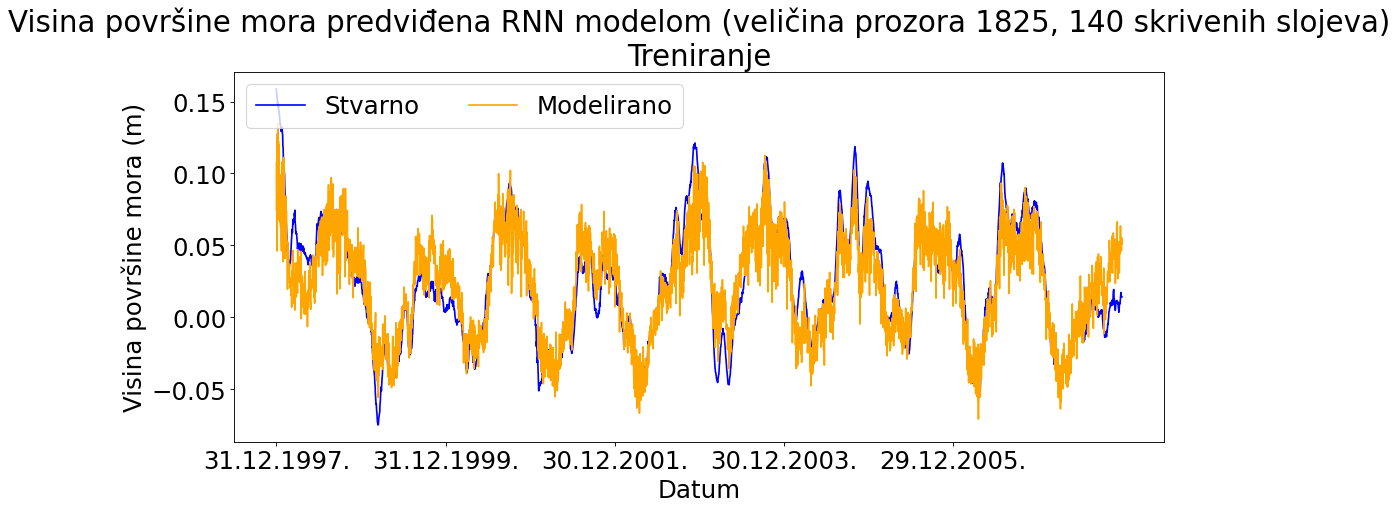 Visina površine mora predviđena RNN modelom (veličina prozora 1825, 140 skrivenih slojeva)
Treniranje
Stvarno Modelirano
Visina površine mora (m)
0.15
0.10
0.05
0.00
−0.05
31.12.1997. 31.12.1999. 30.12.2001. 30.12.2003. 29.12.2005.
Datum